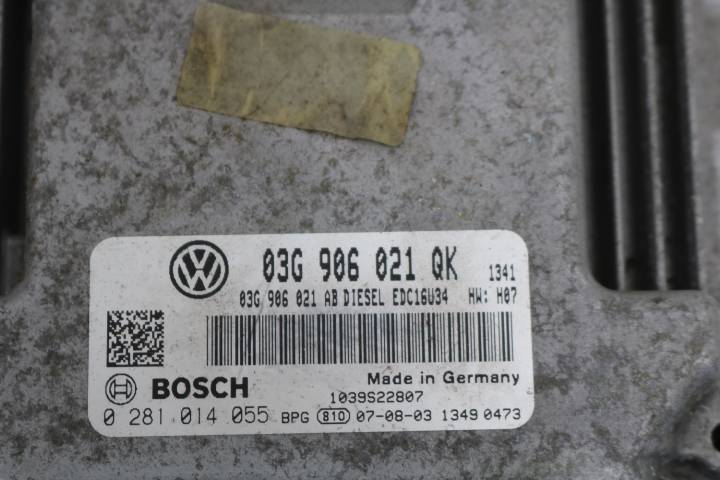 03G 906 021 QK 1341
03G 906 021 AB DIESEL EDC16U34 HW: H07
BOSCH
Made in Germany
1039S22807
0 281 014 055 BPG 810 07-08-03 1349 0473